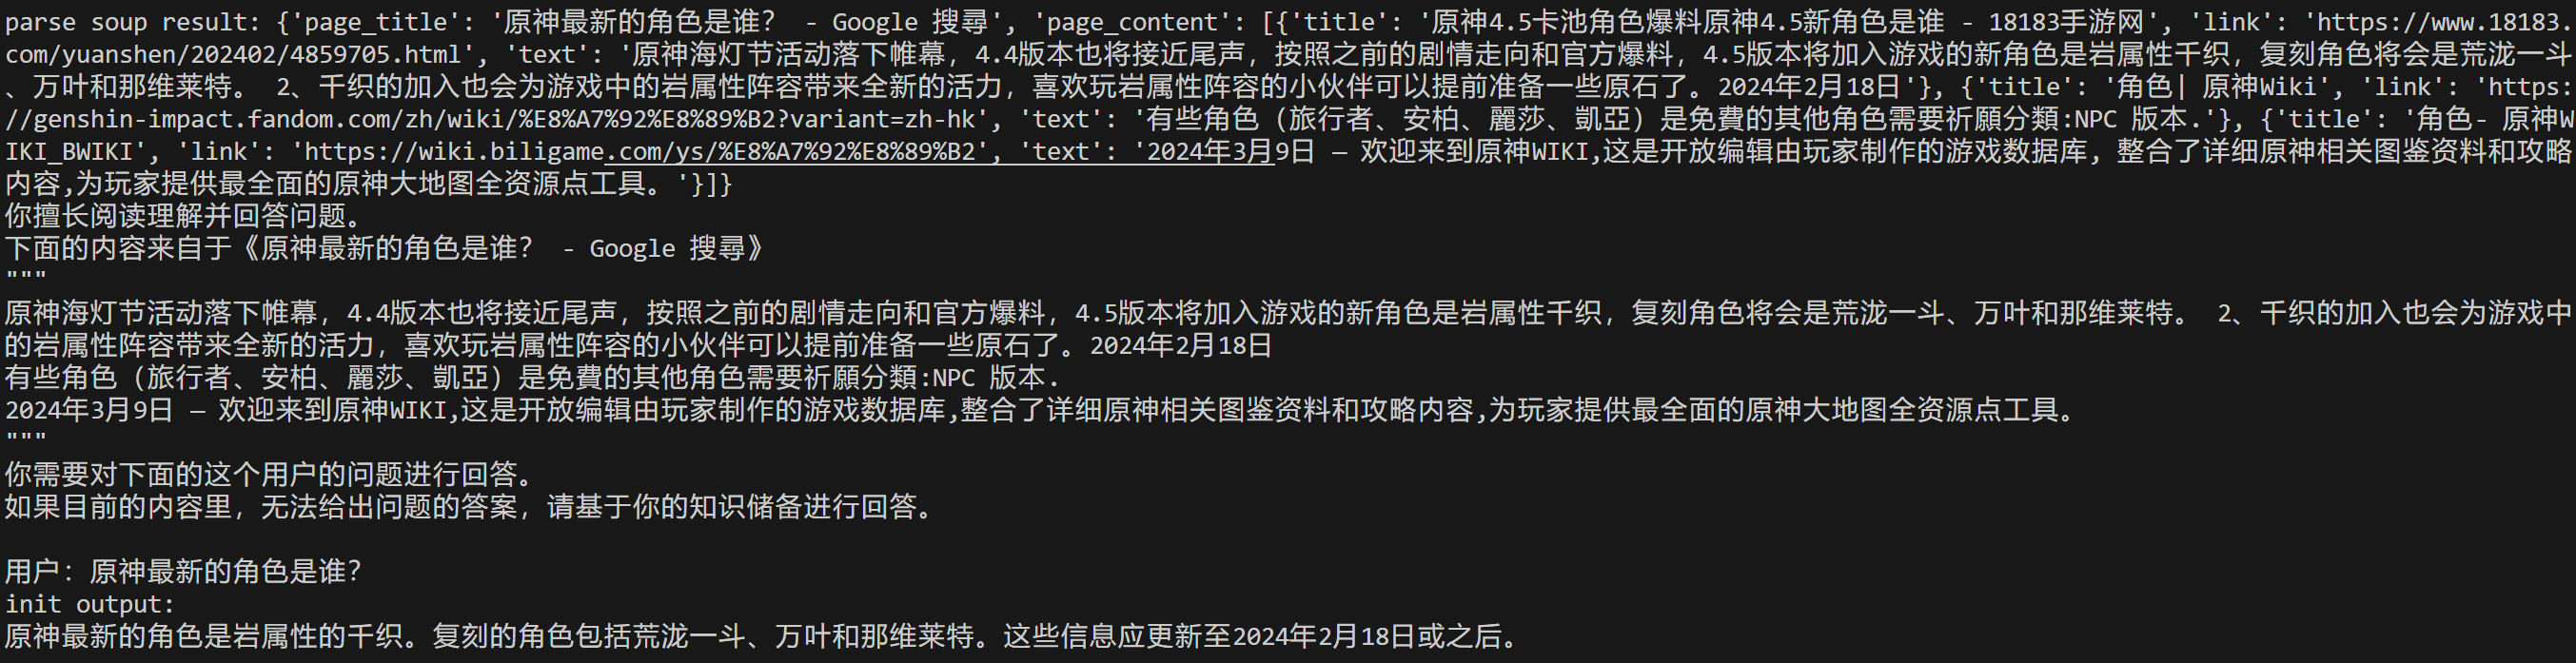 parse soup result: {'page_title': '原神最新的角色是谁？ - Google 搜尋', 'page_content': [{'title': '原神4.5卡池角色爆料原神4.5新角色是谁 - 18183手游网', 'link': 'https://www.18183.
com/yuanshen/202402/4859705.html', 'text': '原神海灯节活动落下帷幕，4.4版本也将接近尾声，按照之前的剧情走向和官方爆料，4.5版本将加入游戏的新角色是岩属性千织，复刻角色将会是荒泷一斗
、万叶和那维莱特。 2、千织的加入也会为游戏中的岩属性阵容带来全新的活力，喜欢玩岩属性阵容的小伙伴可以提前准备一些原石了。2024年2月18日'}, {'title': '角色| 原神Wiki', 'link': 'https:
//genshin-impact.fandom.com/zh/wiki/%E8%A7%92%E8%89%B2?variant=zh-hk', 'text': '有些角色（旅行者、安柏、麗莎、凱亞）是免費的其他角色需要祈願分類:NPC 版本.'}, {'title': '角色- 原神W
IKI_BWIKI', 'link': 'https://wiki.biligame.com/ys/%E8%A7%92%E8%89%B2', 'text': '2024年3月9日 — 欢迎来到原神WIKI,这是开放编辑由玩家制作的游戏数据库,整合了详细原神相关图鉴资料和攻略
内容,为玩家提供最全面的原神大地图全资源点工具。'}]}
你擅长阅读理解并回答问题。
下面的内容来自于《原神最新的角色是谁？ - Google 搜尋》
"""
原神海灯节活动落下帷幕，4.4版本也将接近尾声，按照之前的剧情走向和官方爆料，4.5版本将加入游戏的新角色是岩属性千织，复刻角色将会是荒泷一斗、万叶和那维莱特。 2、千织的加入也会为游戏中
的岩属性阵容带来全新的活力，喜欢玩岩属性阵容的小伙伴可以提前准备一些原石了。2024年2月18日
有些角色（旅行者、安柏、麗莎、凱亞）是免費的其他角色需要祈願分類:NPC 版本.
2024年3月9日 — 欢迎来到原神WIKI,这是开放编辑由玩家制作的游戏数据库,整合了详细原神相关图鉴资料和攻略内容,为玩家提供最全面的原神大地图全资源点工具。
"""
你需要对下面的这个用户的问题进行回答。
如果目前的内容里，无法给出问题的答案，请基于你的知识储备进行回答。
用户：原神最新的角色是谁？
init output:
原神最新的角色是岩属性的千织。复刻的角色包括荒泷一斗、万叶和那维莱特。这些信息应更新至2024年2月18日或之后。